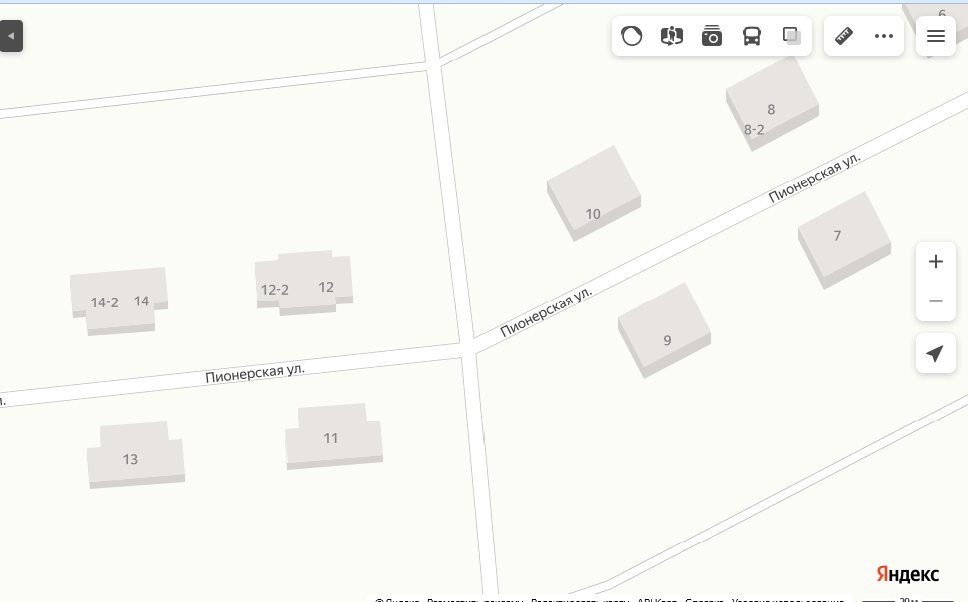 6
8
8-2
Пионерская ул.
10
7
14-2 14
12-2 12
Пионерская ул.
9
Пионерская ул.
11
13
Яндекс